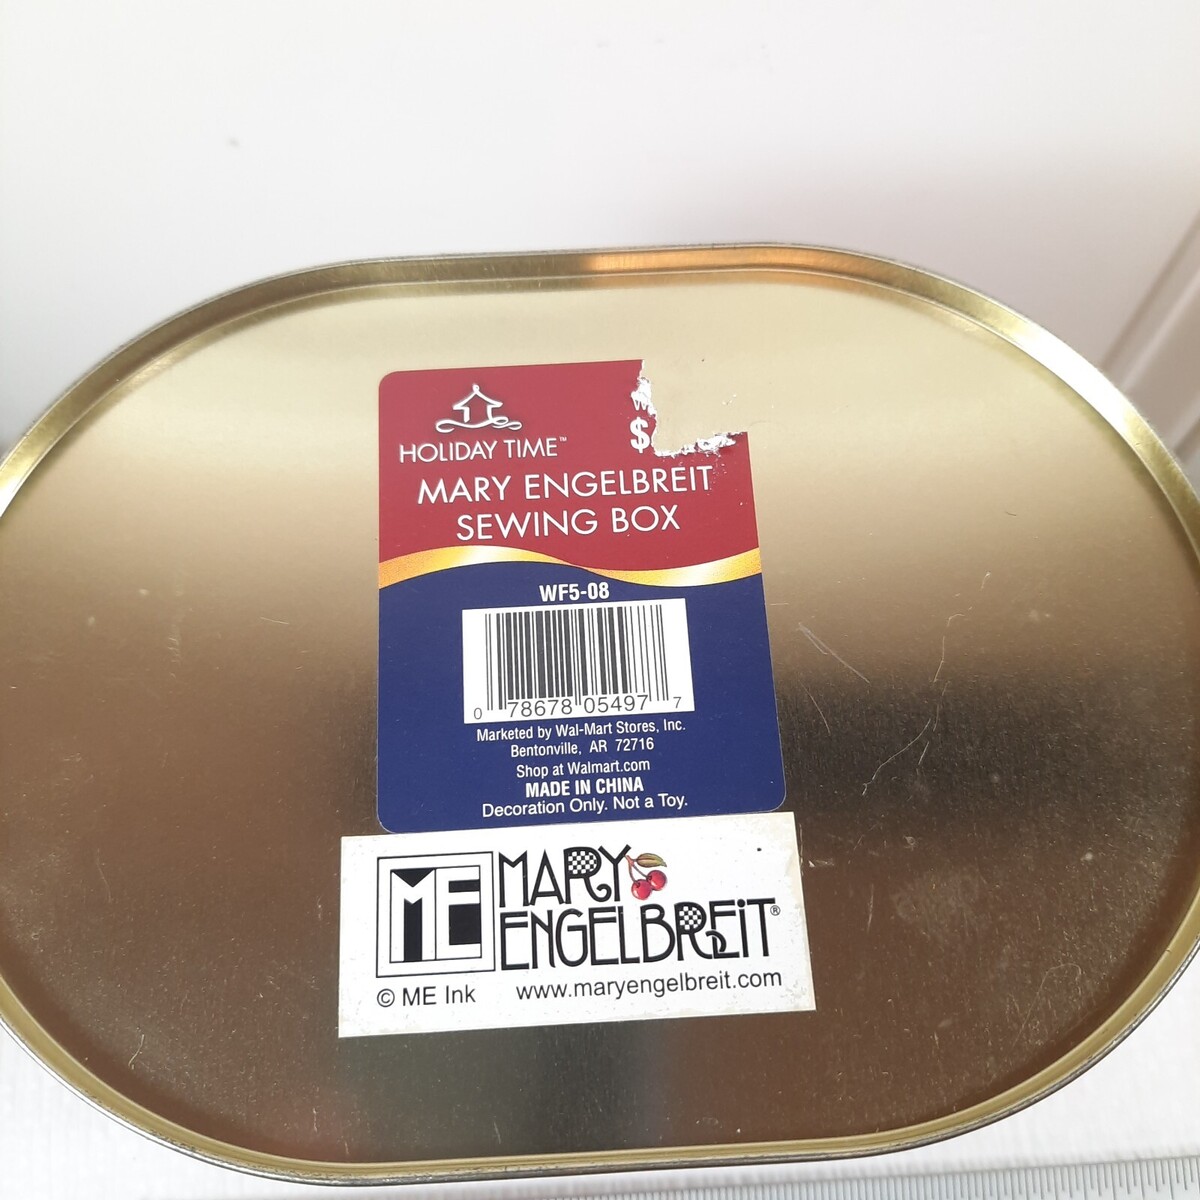 HOLIDAY TIME™
$
MARY ENGELBREIT
SEWING BOX
WF5-08
0 78678 05497 7
Marketed by Wal-Mart Stores, Inc.
Bentonville, AR 72716
Shop at Walmart.com
MADE IN CHINA
Decoration Only. Not a Toy.
ME
MARY
ENGELBREIT®
© ME Ink www.maryengelbreit.com